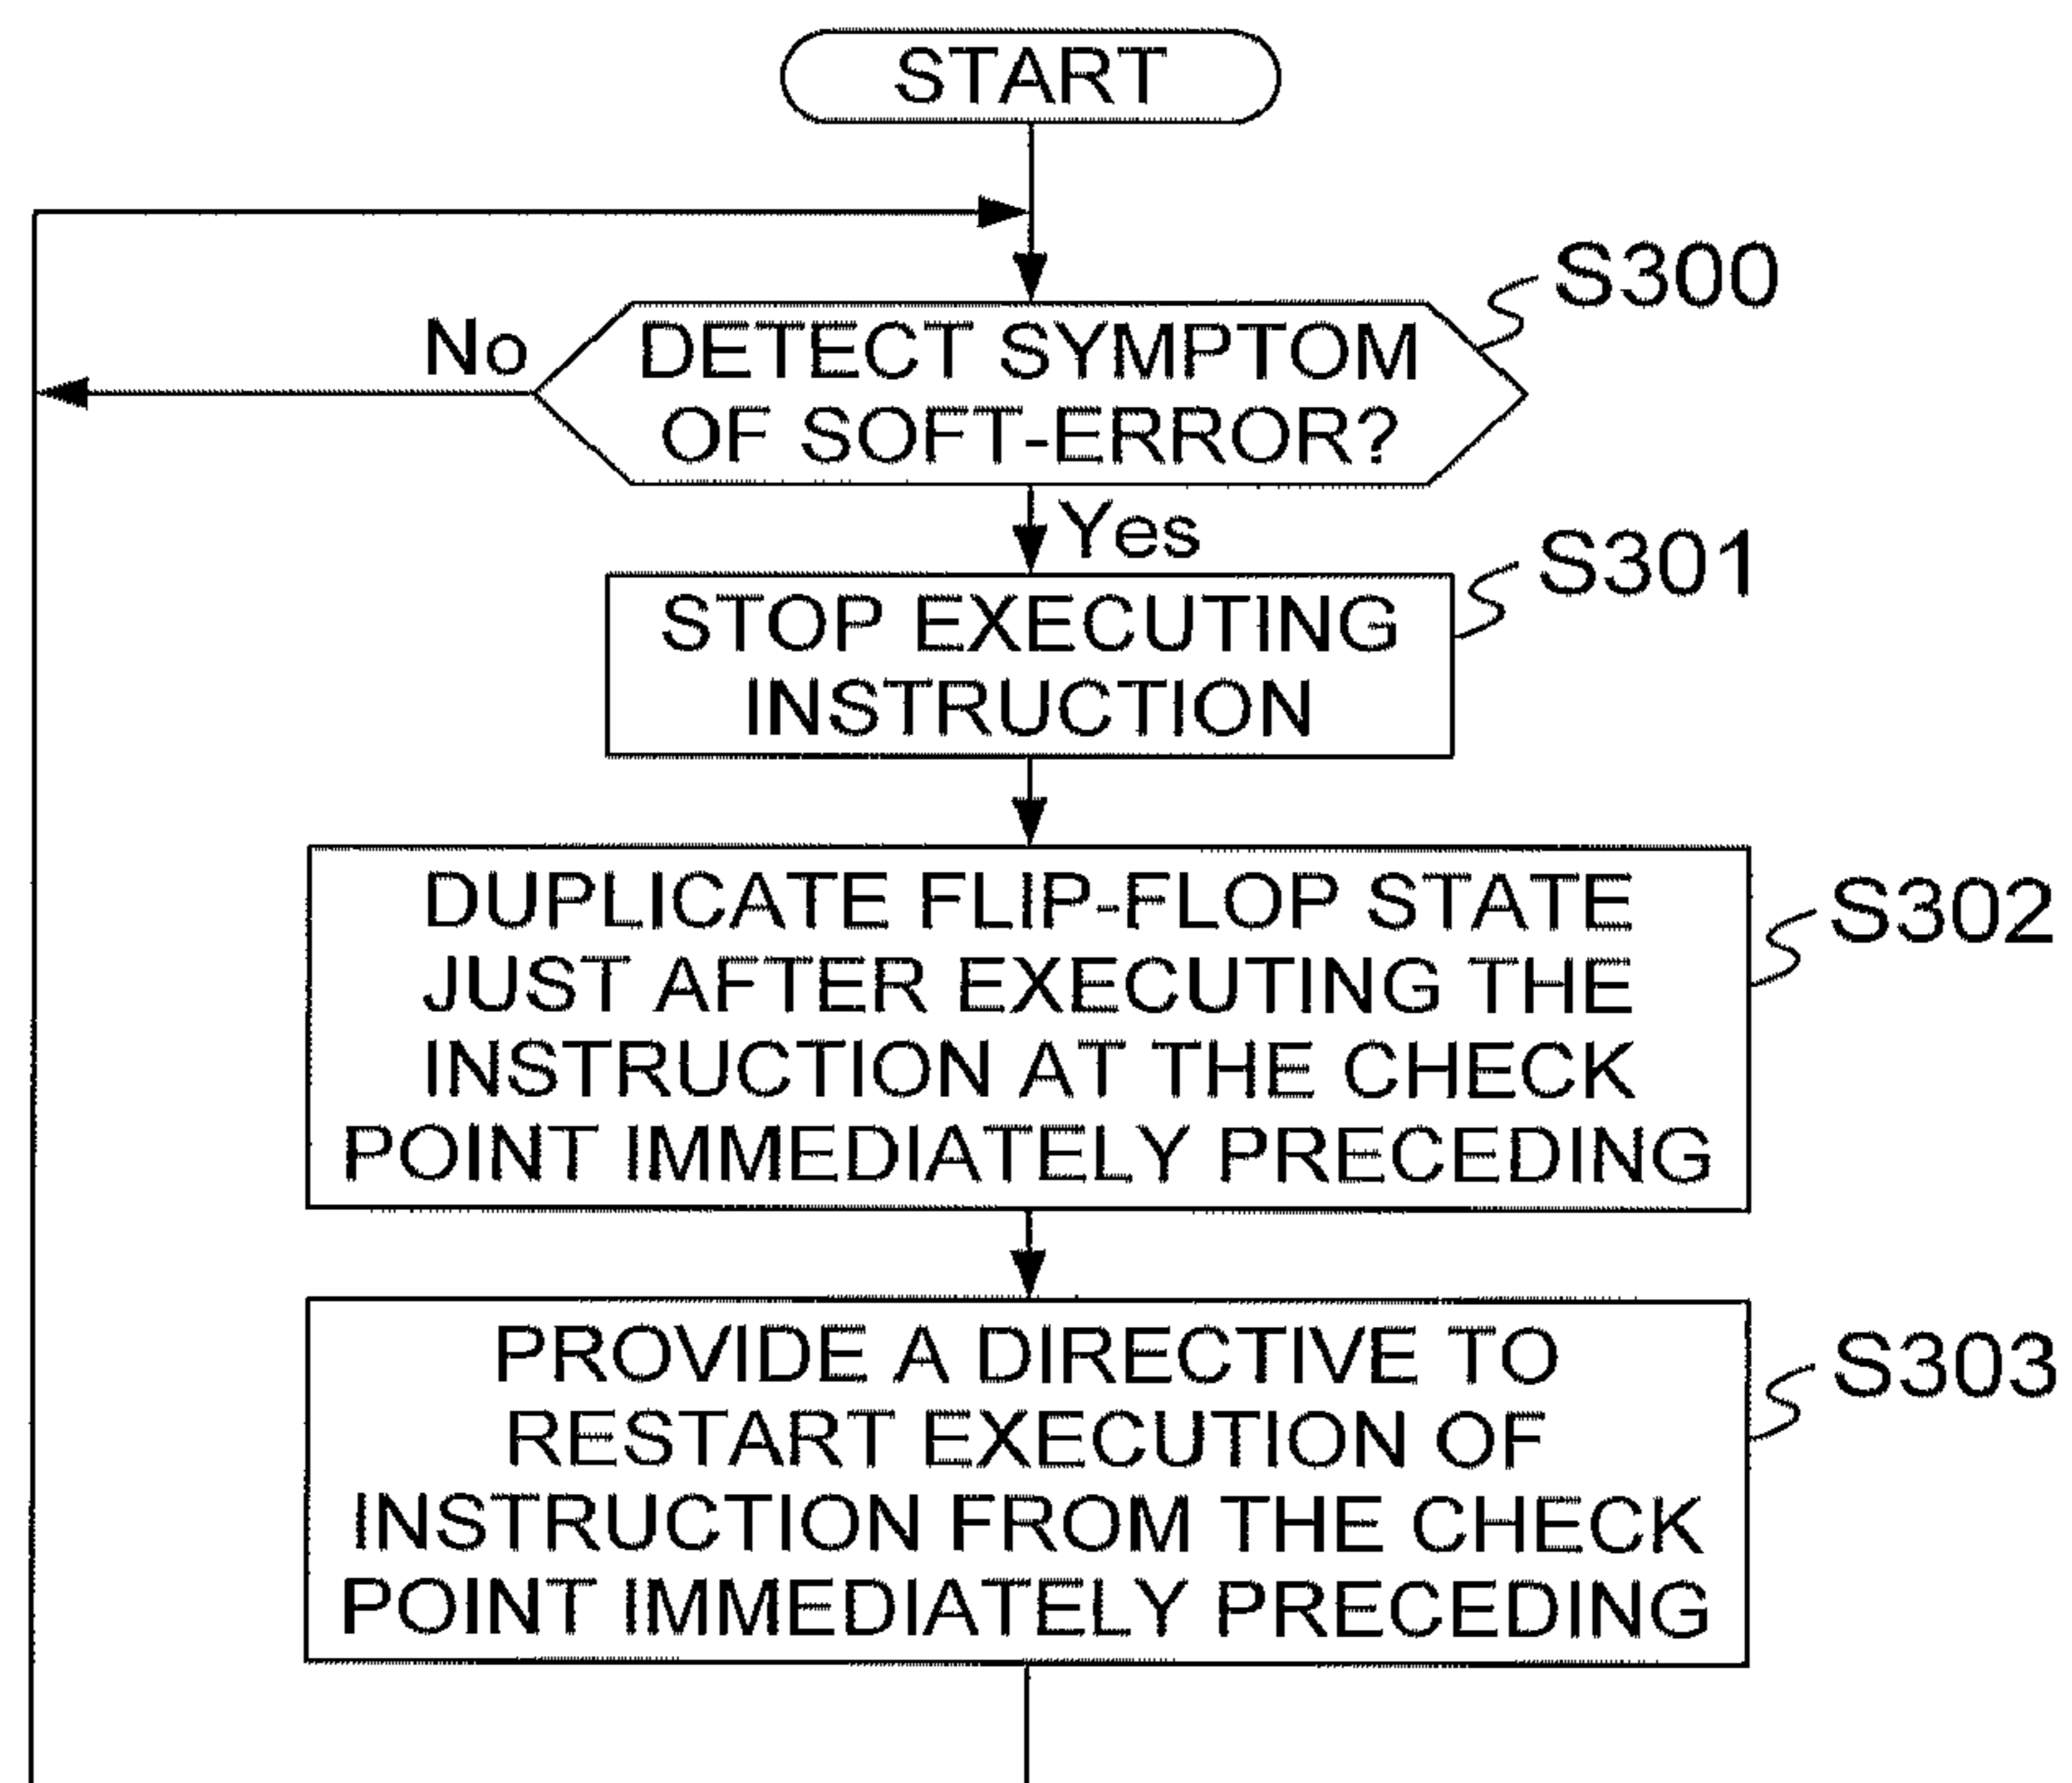 START
S300
No
DETECT SYMPTOM
OF SOFT-ERROR?
Yes
S301
STOP EXECUTING
INSTRUCTION
S302
DUPLICATE FLIP-FLOP STATE
JUST AFTER EXECUTING THE
INSTRUCTION AT THE CHECK
POINT IMMEDIATELY PRECEDING
S303
PROVIDE A DIRECTIVE TO
RESTART EXECUTION OF
INSTRUCTION FROM THE CHECK
POINT IMMEDIATELY PRECEDING